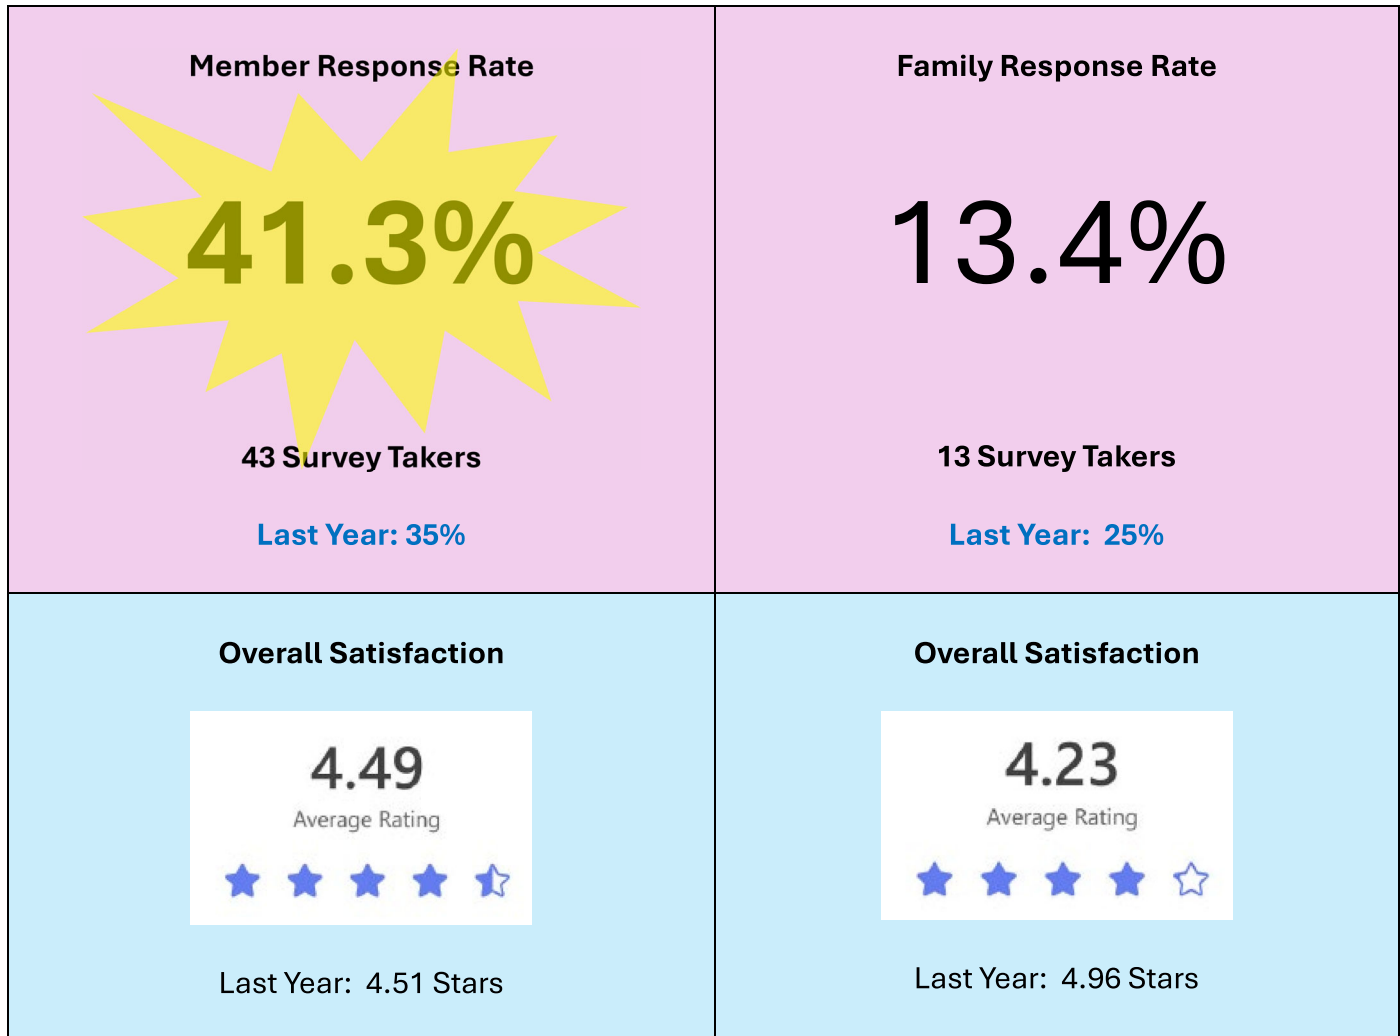 Member Response Rate
41.3%
43 Survey Takers
Last Year: 35%
Family Response Rate
13.4%
13 Survey Takers
Last Year:  25%
Overall Satisfaction
4.49
Average Rating
Last Year:  4.51 Stars
Overall Satisfaction
4.23
Average Rating
Last Year:  4.96 Stars